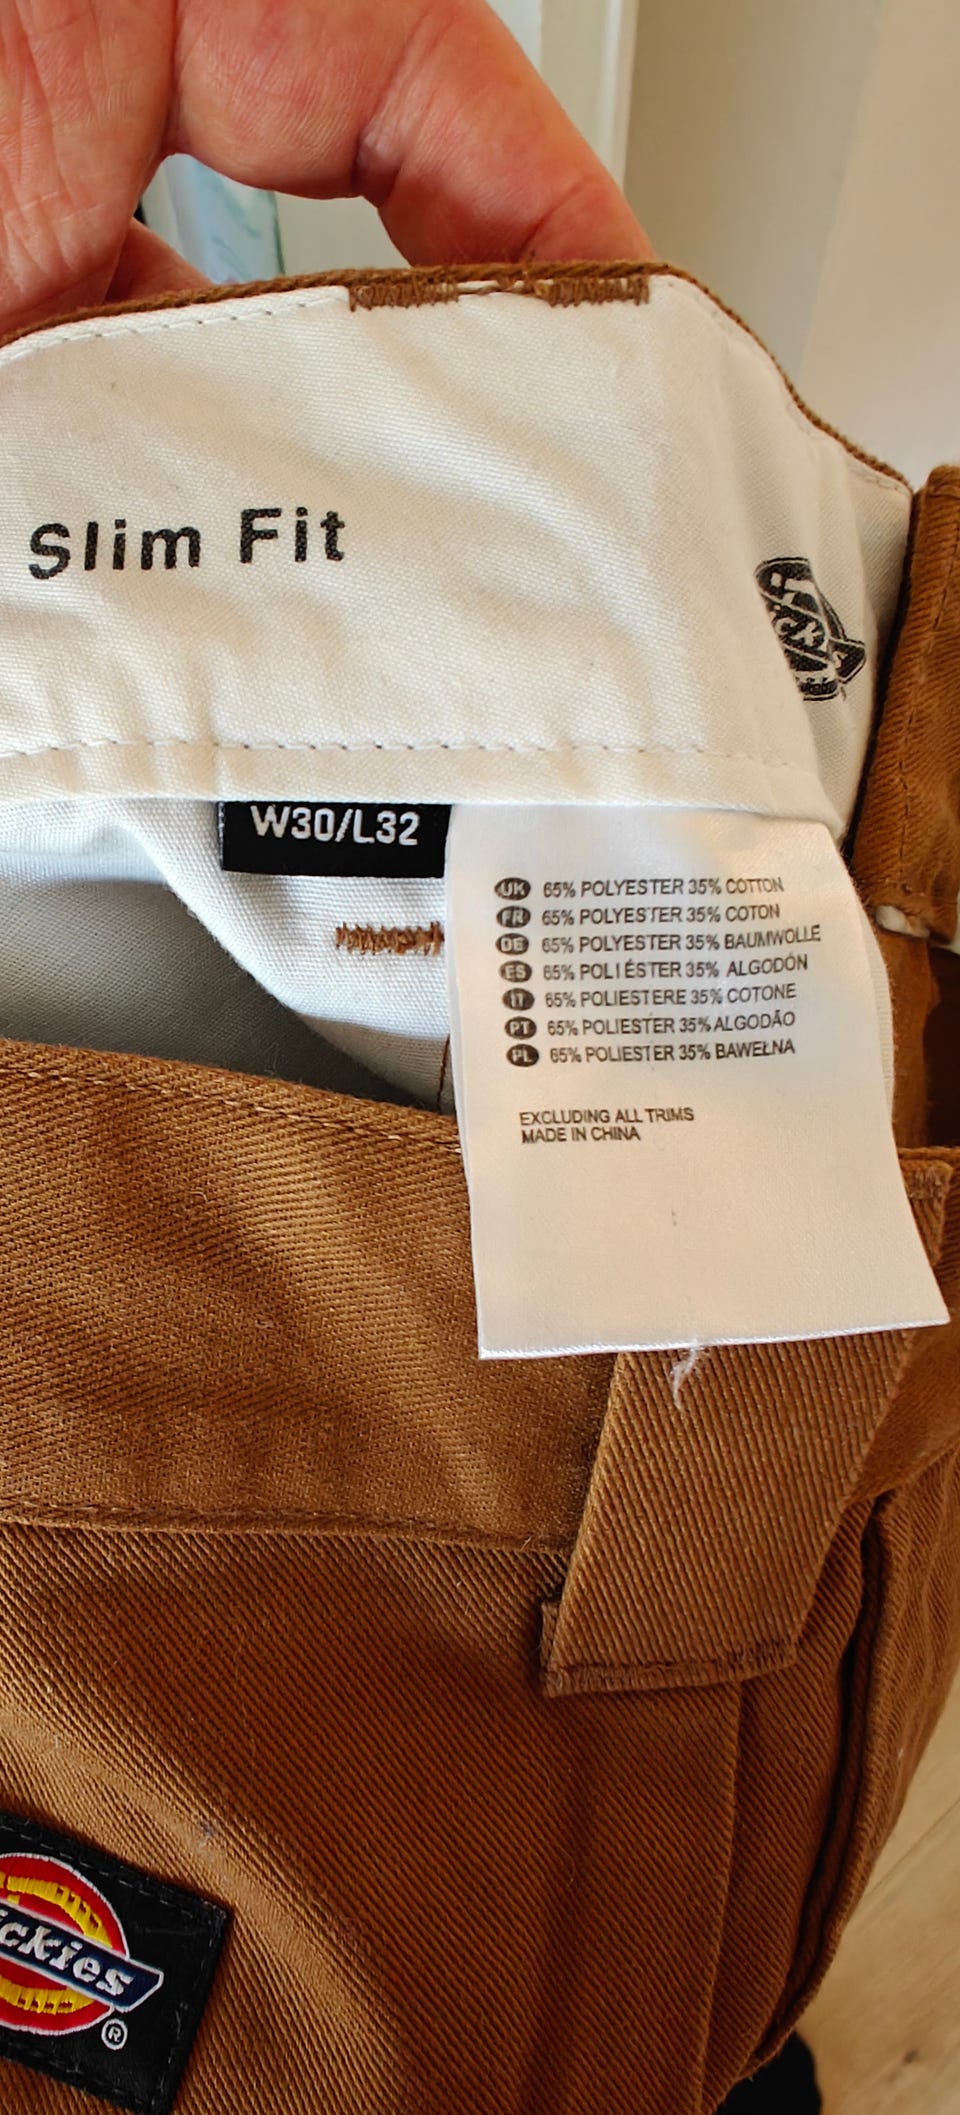 Slim Fit
W30/L32
UK 65% POLYESTER 35% COTTON
FR 65% POLYESTER 35% COTON
DE 65% POLYESTER 35% BAUMWOLLE
ES 65% POLIÉSTER 35% ALGODÓN
IT 65% POLIESTERE 35% COTONE
PT 65% POLIESTER 35% ALGODÃO
PL 65% POLIESTER 35% BAWEŁNA
EXCLUDING ALL TRIMS
MADE IN CHINA
ickies
®